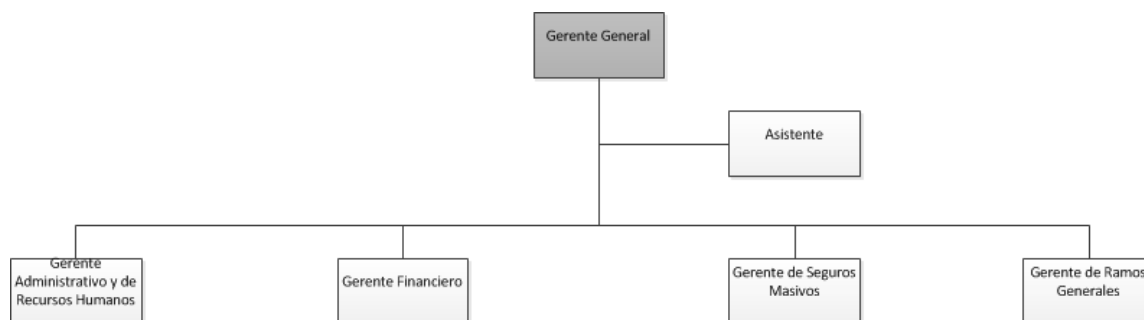 Gerente General
Asistente
Gerente
Administrativo y de
Recursos Humanos
Gerente Financiero
Gerente de Seguros
Masivos
Gerente de Ramos
Generales